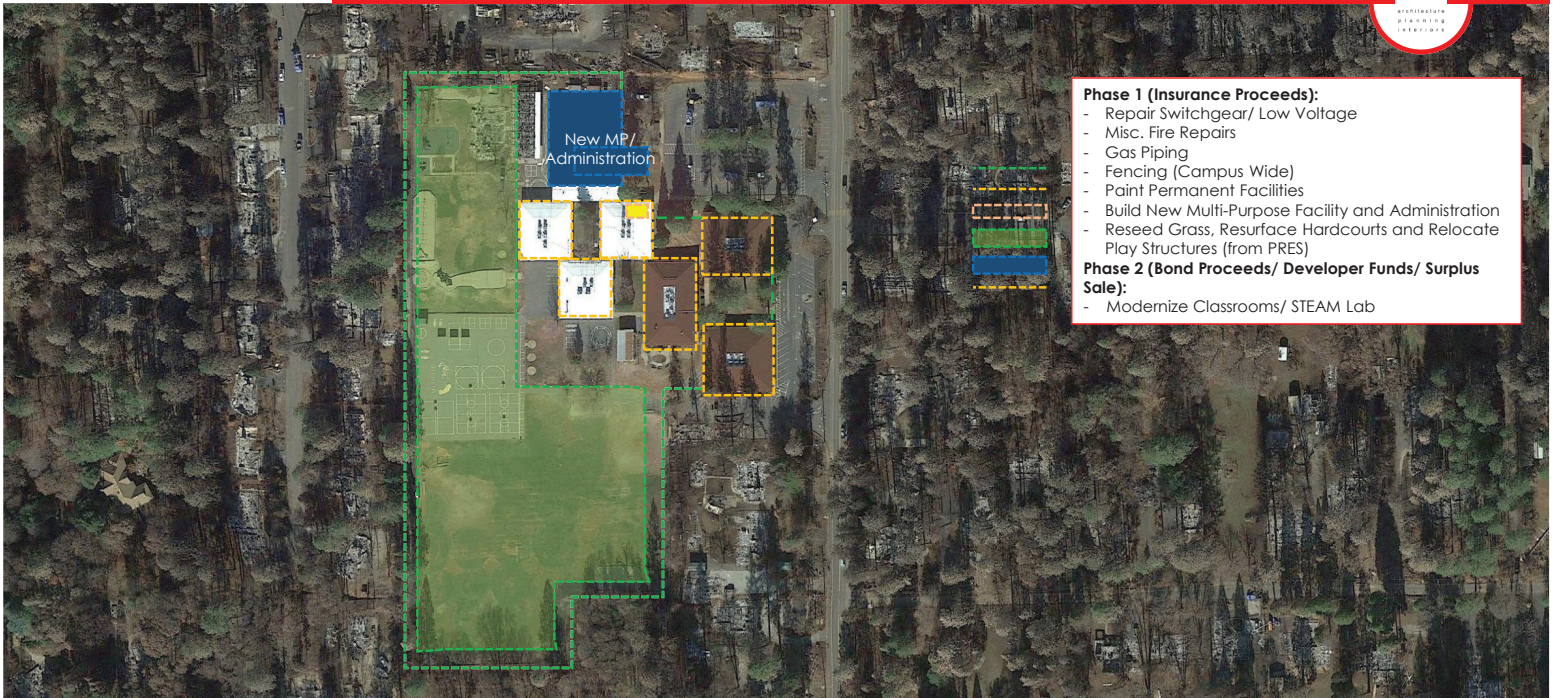 architecture
planning
interiors
Phase 1 (Insurance Proceeds):
- Repair Switchgear/ Low Voltage
- Misc. Fire Repairs
- Gas Piping
- Fencing (Campus Wide)
- Paint Permanent Facilities
- Build New Multi-Purpose Facility and Administration
- Reseed Grass, Resurface Hardcourts and Relocate
Play Structures (from PRES)
Phase 2 (Bond Proceeds/ Developer Funds/ Surplus
Sale):
- Modernize Classrooms/ STEAM Lab
New MP/
Administration